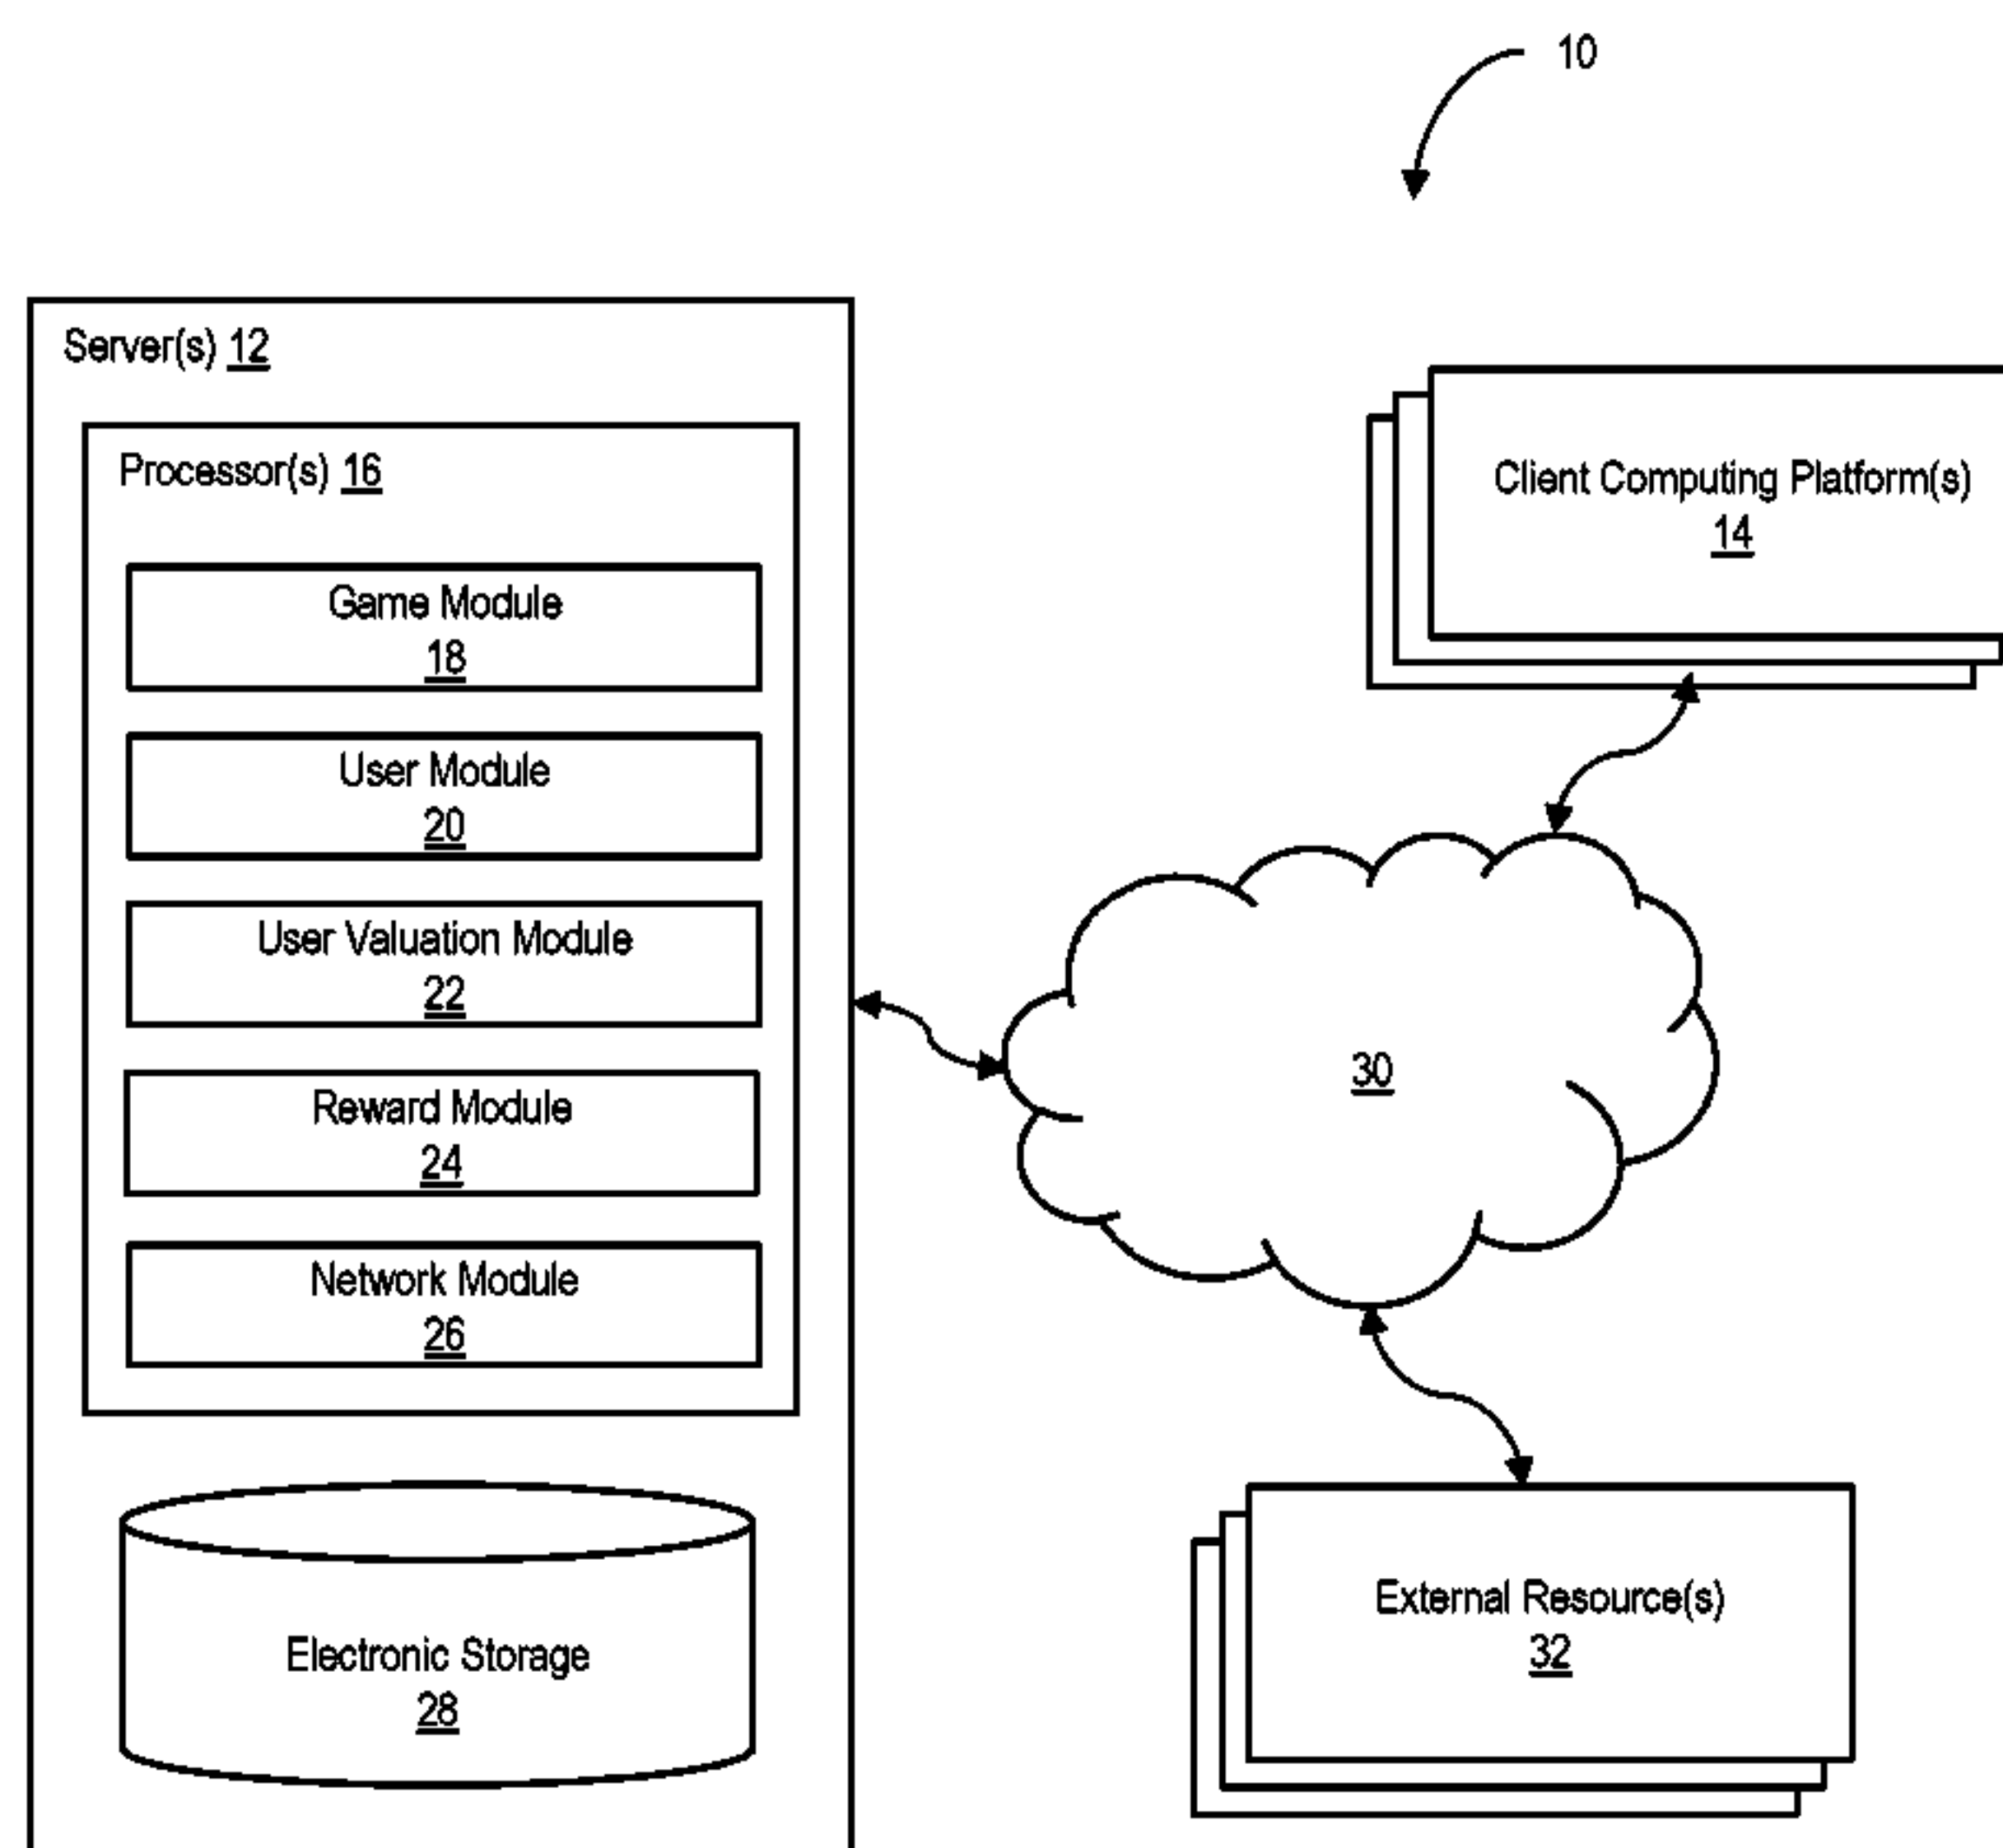 10
Server(s) 12
Processor(s) 16
Game Module
18
User Module
20
User Valuation Module
22
Reward Module
24
Network Module
26
Electronic Storage
28
Client Computing Platform(s)
14
30
External Resource(s)
32